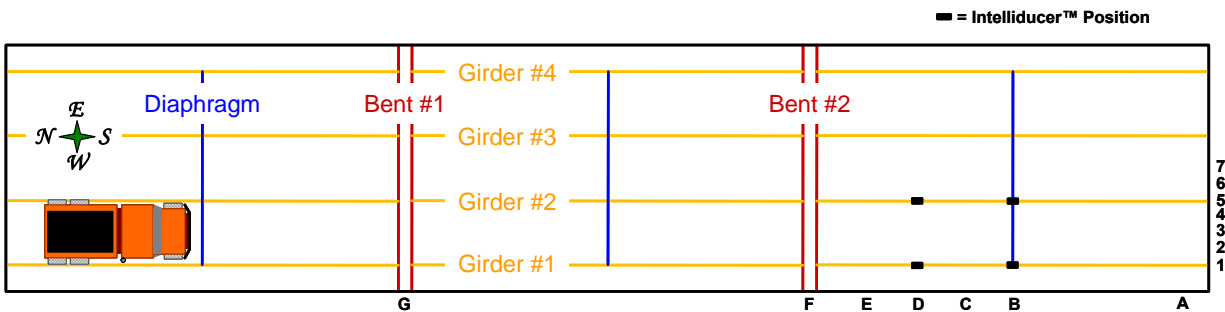 = Intelliducer™ Position
Girder #4
Diaphragm
Bent #1
Bent #2
E
N S
W
Girder #3
Girder #2
Girder #1
7
6
5
4
3
2
1
G F E D C B A